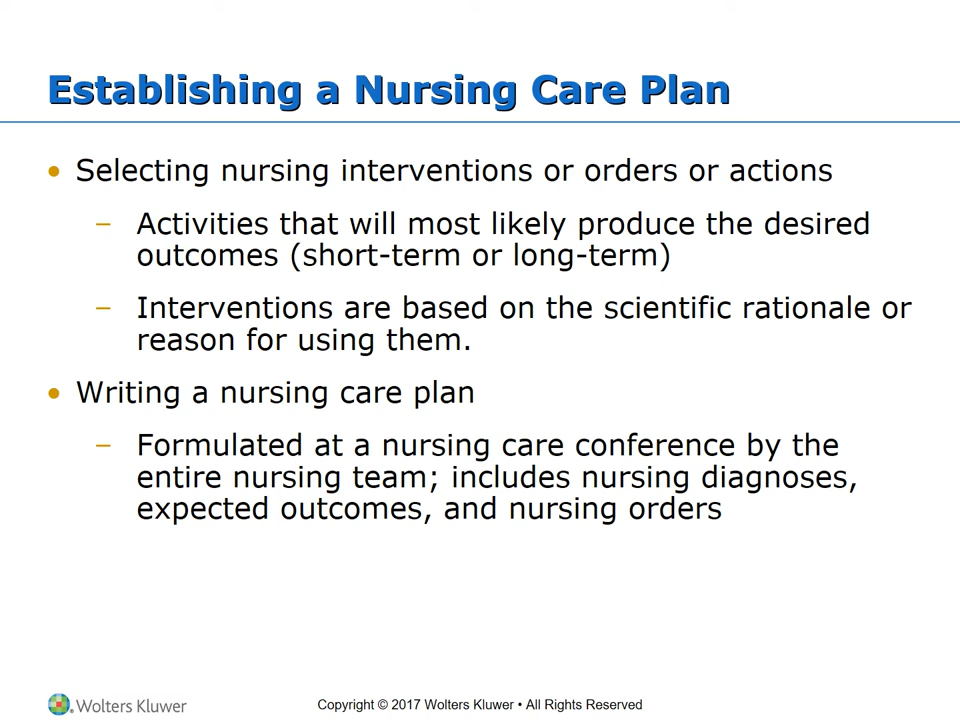 Establishing a Nursing Care Plan
• Selecting nursing interventions or orders or actions
– Activities that will most likely produce the desired
outcomes (short-term or long-term)
– Interventions are based on the scientific rationale or
reason for using them.
• Writing a nursing care plan
– Formulated at a nursing care conference by the
entire nursing team; includes nursing diagnoses,
expected outcomes, and nursing orders
Wolters Kluwer
Copyright © 2017 Wolters Kluwer • All Rights Reserved